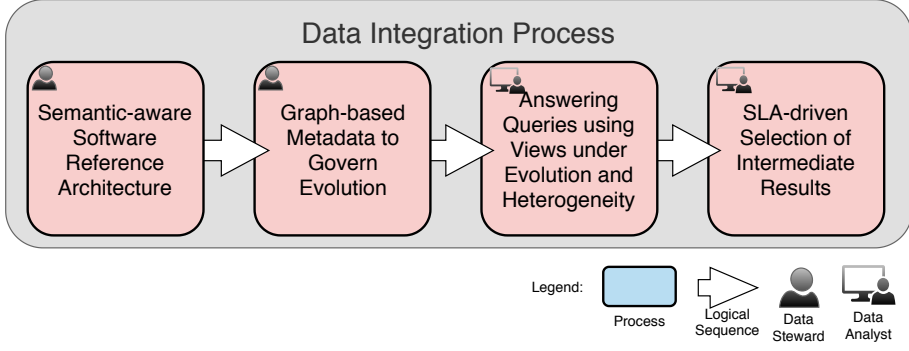 Data Integration Process
Semantic-aware
Software
Reference
Architecture
Graph-based
Metadata to
Govern
Evolution
Answering
Queries using
Views under
Evolution and
Heterogeneity
SLA-driven
Selection of
Intermediate
Results
Legend:
Process
Logical
Sequence
Data
Steward
Data
Analyst